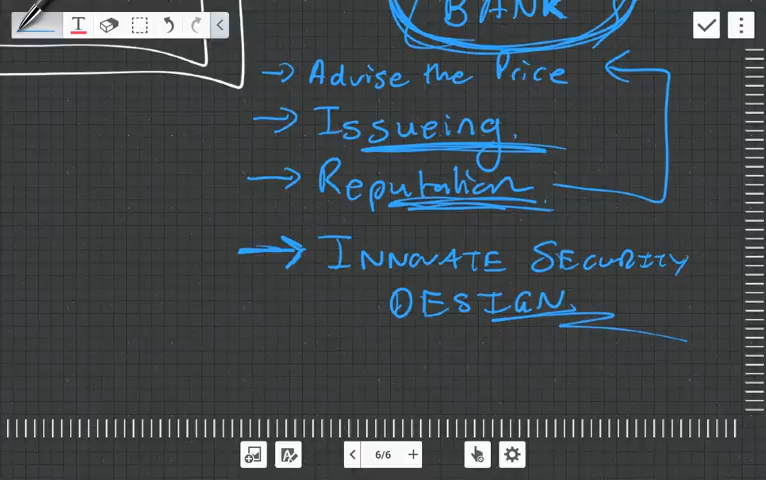 T
BANK
→ Advise the Price
→ Issueing.
→ Reputation
→ INNOVATE SECURITY
DESIGN.
6/6